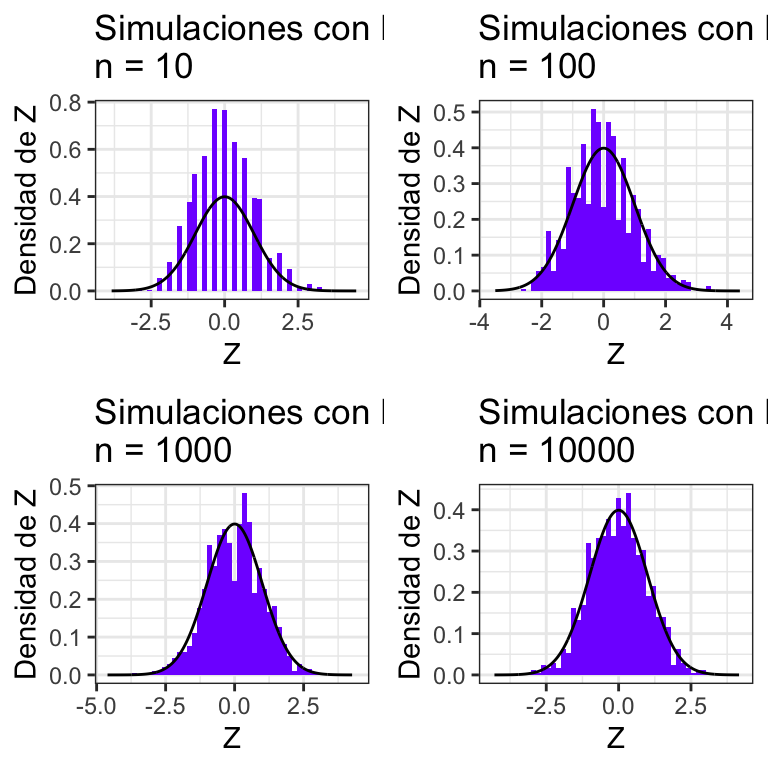 Simulaciones con
n = 10
Densidad de Z
0.8
0.6
0.4
0.2
0.0
-2.5 0.0 2.5
Z
Simulaciones con
n = 100
Densidad de Z
0.5
0.4
0.3
0.2
0.1
0.0
-4 -2 0 2 4
Z
Simulaciones con
n = 1000
Densidad de Z
0.5
0.4
0.3
0.2
0.1
0.0
-5.0 -2.5 0.0 2.5
Z
Simulaciones con
n = 10000
Densidad de Z
0.4
0.3
0.2
0.1
0.0
-2.5 0.0 2.5
Z